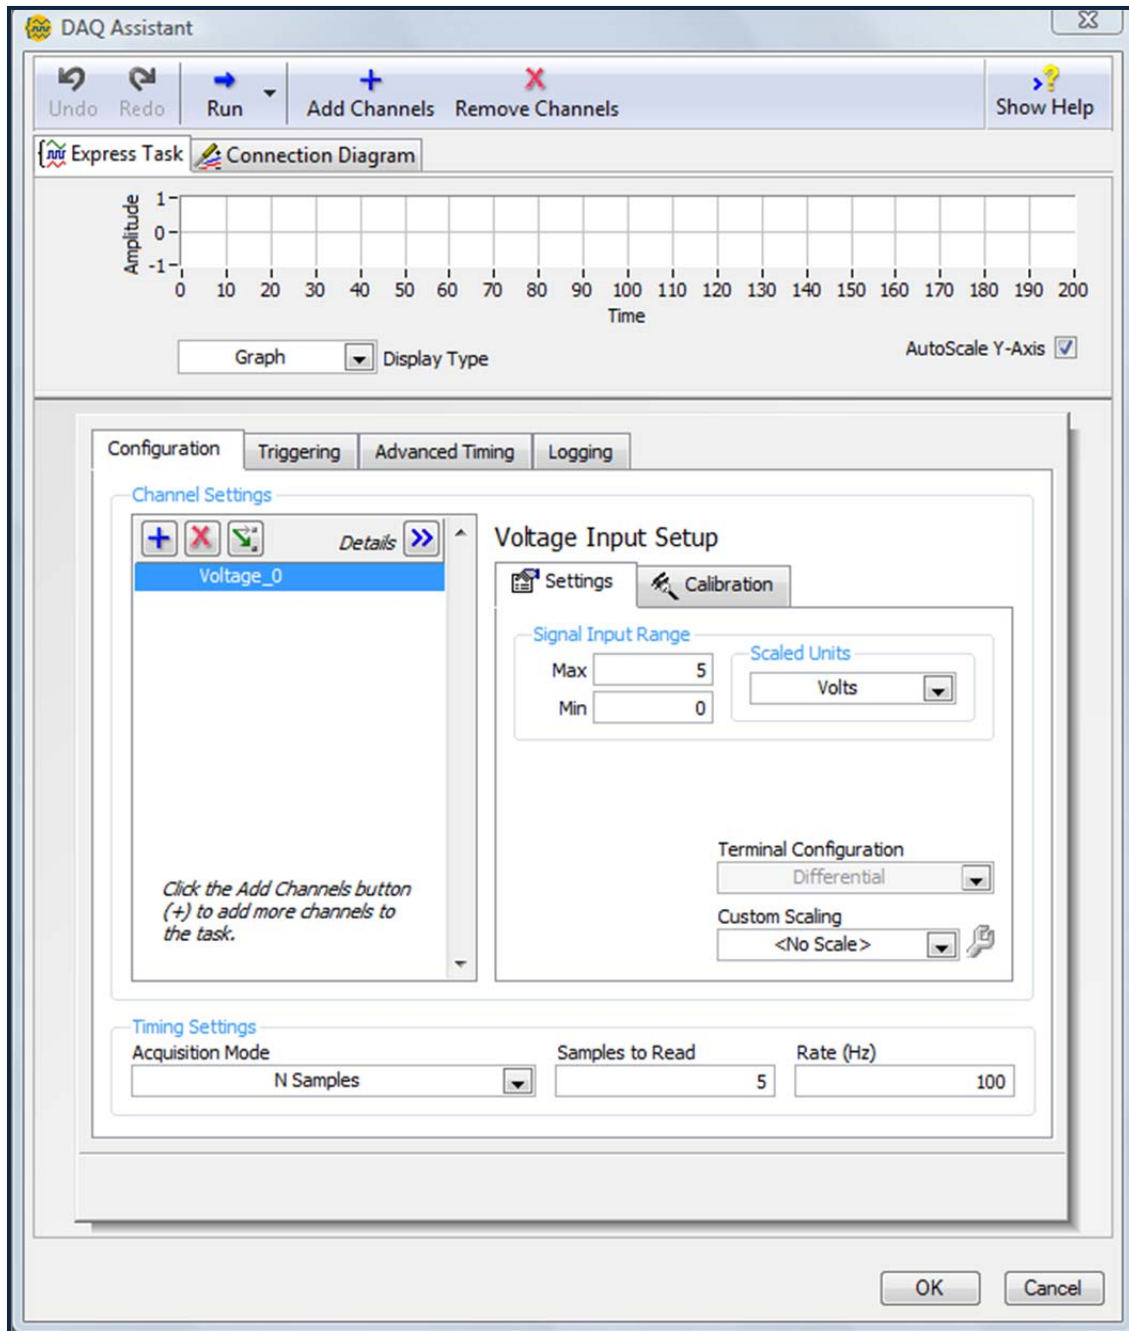 DAQ Assistant
Undo Redo Run Add Channels Remove Channels Show Help
Express Task Connection Diagram
Amplitude
1
0
-1
0 10 20 30 40 50 60 70 80 90 100 110 120 130 140 150 160 170 180 190 200
Time
Graph Display Type AutoScale Y-Axis
Configuration Triggering Advanced Timing Logging
Channel Settings
Details
Voltage_0
Click the Add Channels button
(+) to add more channels to
the task.
Voltage Input Setup
Settings Calibration
Signal Input Range
Max 5
Min 0
Scaled Units
Volts
Terminal Configuration
Differential
Custom Scaling
<No Scale>
Timing Settings
Acquisition Mode Samples to Read Rate (Hz)
N Samples 5 100
OK Cancel